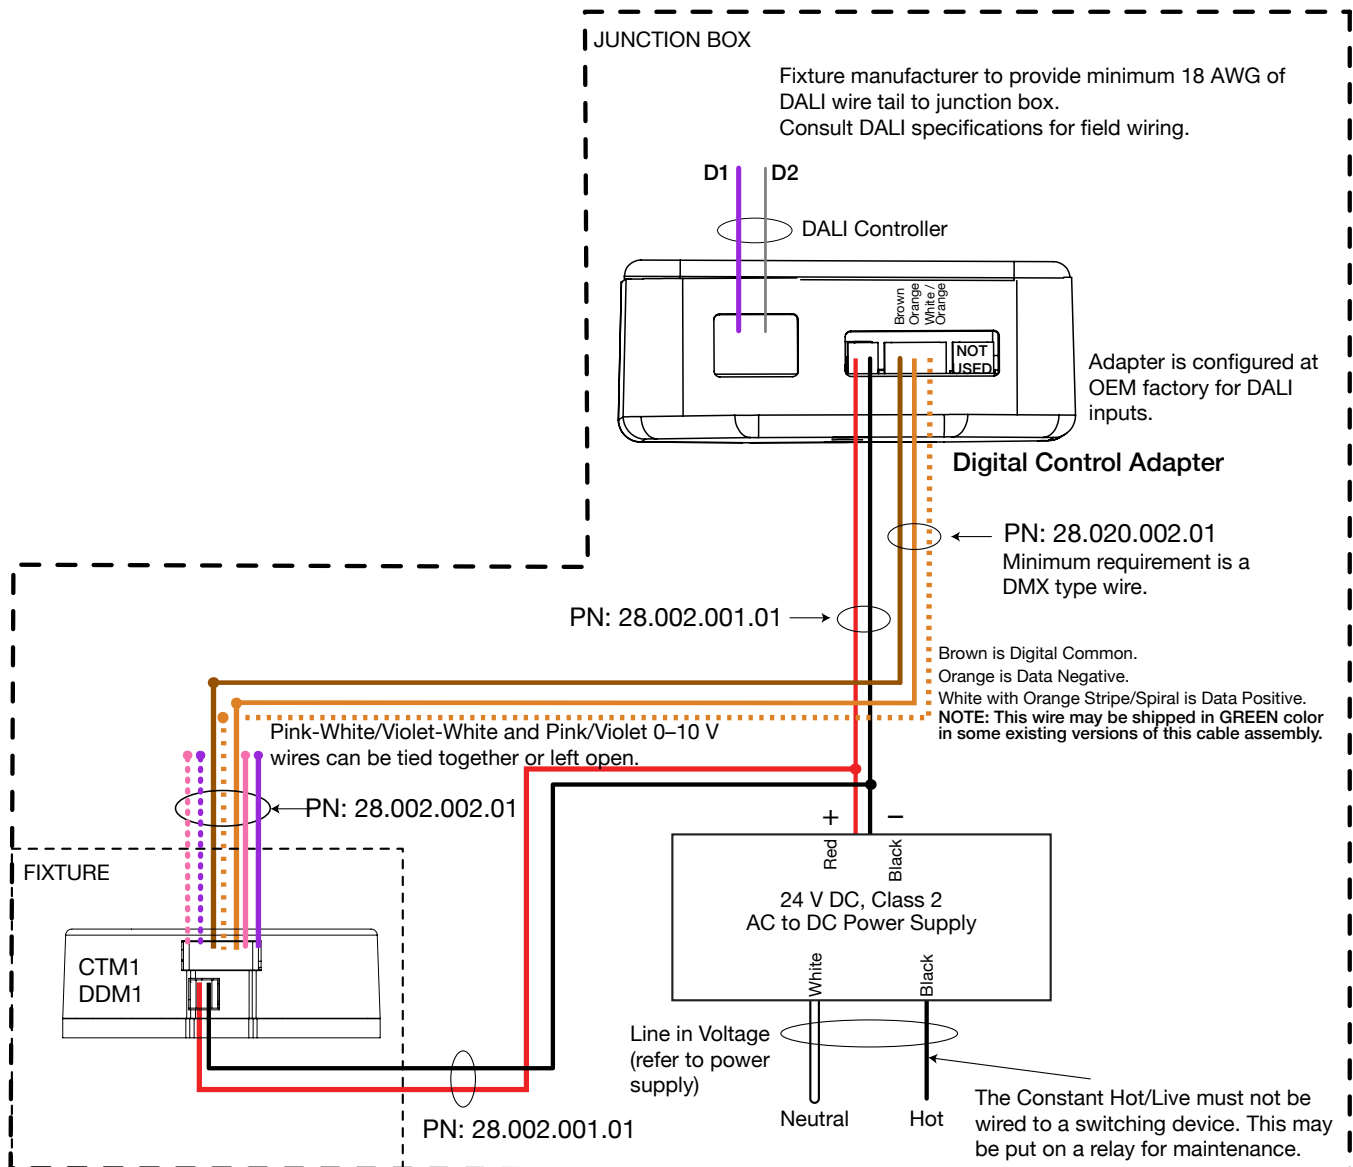 JUNCTION BOX
Fixture manufacturer to provide minimum 18 AWG of
DALI wire tail to junction box.
Consult DALI specifications for field wiring.
D1
D2
DALI Controller
Brown
Orange
White /
Orange
NOT
USED
Adapter is configured at
OEM factory for DALI
inputs.
Digital Control Adapter
PN: 28.020.002.01
Minimum requirement is a
DMX type wire.
PN: 28.002.001.01
Brown is Digital Common.
Orange is Data Negative.
White with Orange Stripe/Spiral is Data Positive.
NOTE: This wire may be shipped in GREEN color
in some existing versions of this cable assembly.
Pink-White/Violet-White and Pink/Violet 0–10 V
wires can be tied together or left open.
PN: 28.002.002.01
+
−
Red
Black
24 V DC, Class 2
AC to DC Power Supply
White
Black
FIXTURE
CTM1
DDM1
Line in Voltage
(refer to power
supply)
Neutral
Hot
The Constant Hot/Live must not be
wired to a switching device. This may
be put on a relay for maintenance.
PN: 28.002.001.01